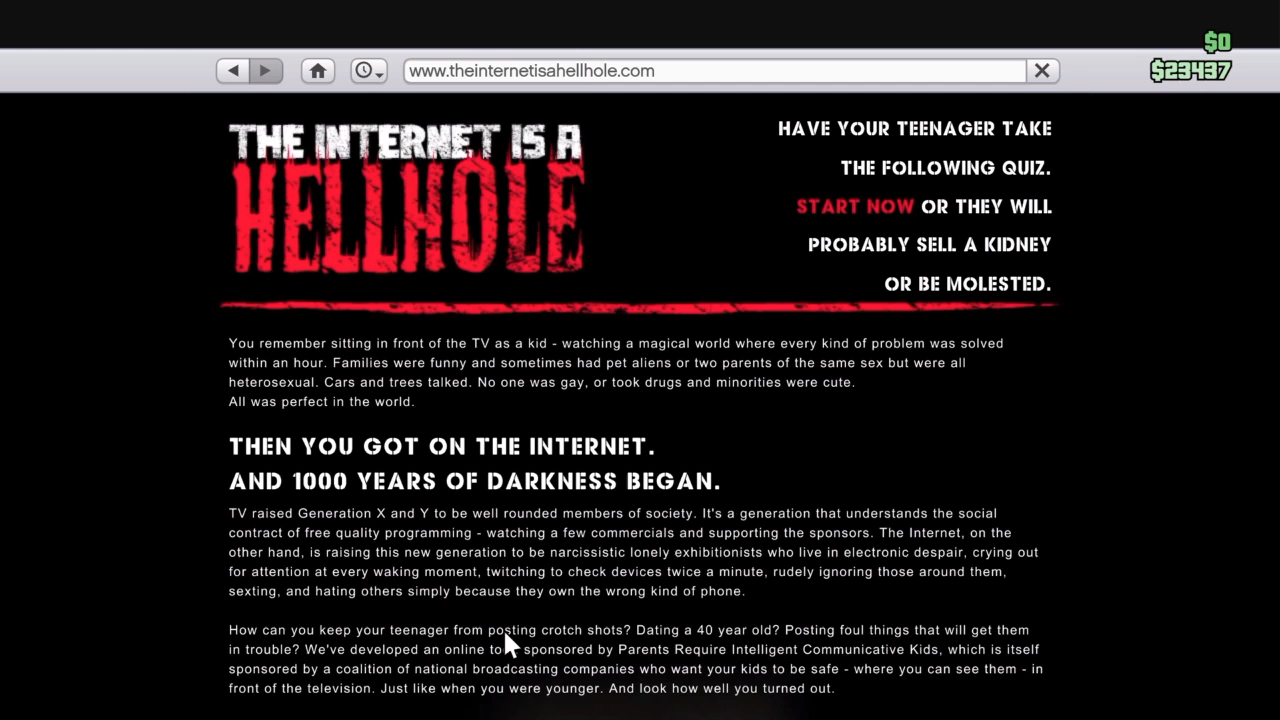 $0
www.theinternetisahellhole.com
$23437
THE INTERNET IS A
HELLHOLE
HAVE YOUR TEENAGER TAKE
THE FOLLOWING QUIZ.
START NOW OR THEY WILL
PROBABLY SELL A KIDNEY
OR BE MOLESTED.
You remember sitting in front of the TV as a kid - watching a magical world where every kind of problem was solved
within an hour. Families were funny and sometimes had pet aliens or two parents of the same sex but were all
heterosexual. Cars and trees talked. No one was gay, or took drugs and minorities were cute.
All was perfect in the world.
THEN YOU GOT ON THE INTERNET.
AND 1000 YEARS OF DARKNESS BEGAN.
TV raised Generation X and Y to be well rounded members of society. It's a generation that understands the social
contract of free quality programming - watching a few commercials and supporting the sponsors. The Internet, on the
other hand, is raising this new generation to be narcissistic lonely exhibitionists who live in electronic despair, crying out
for attention at every waking moment, twitching to check devices twice a minute, rudely ignoring those around them,
sexting, and hating others simply because they own the wrong kind of phone.
How can you keep your teenager from posting crotch shots? Dating a 40 year old? Posting foul things that will get them
in trouble? We've developed an online sponsored by Parents Require Intelligent Communicative Kids, which is itself
sponsored by a coalition of national broadcasting companies who want your kids to be safe - where you can see them - in
front of the television. Just like when you were younger. And look how well you turned out.